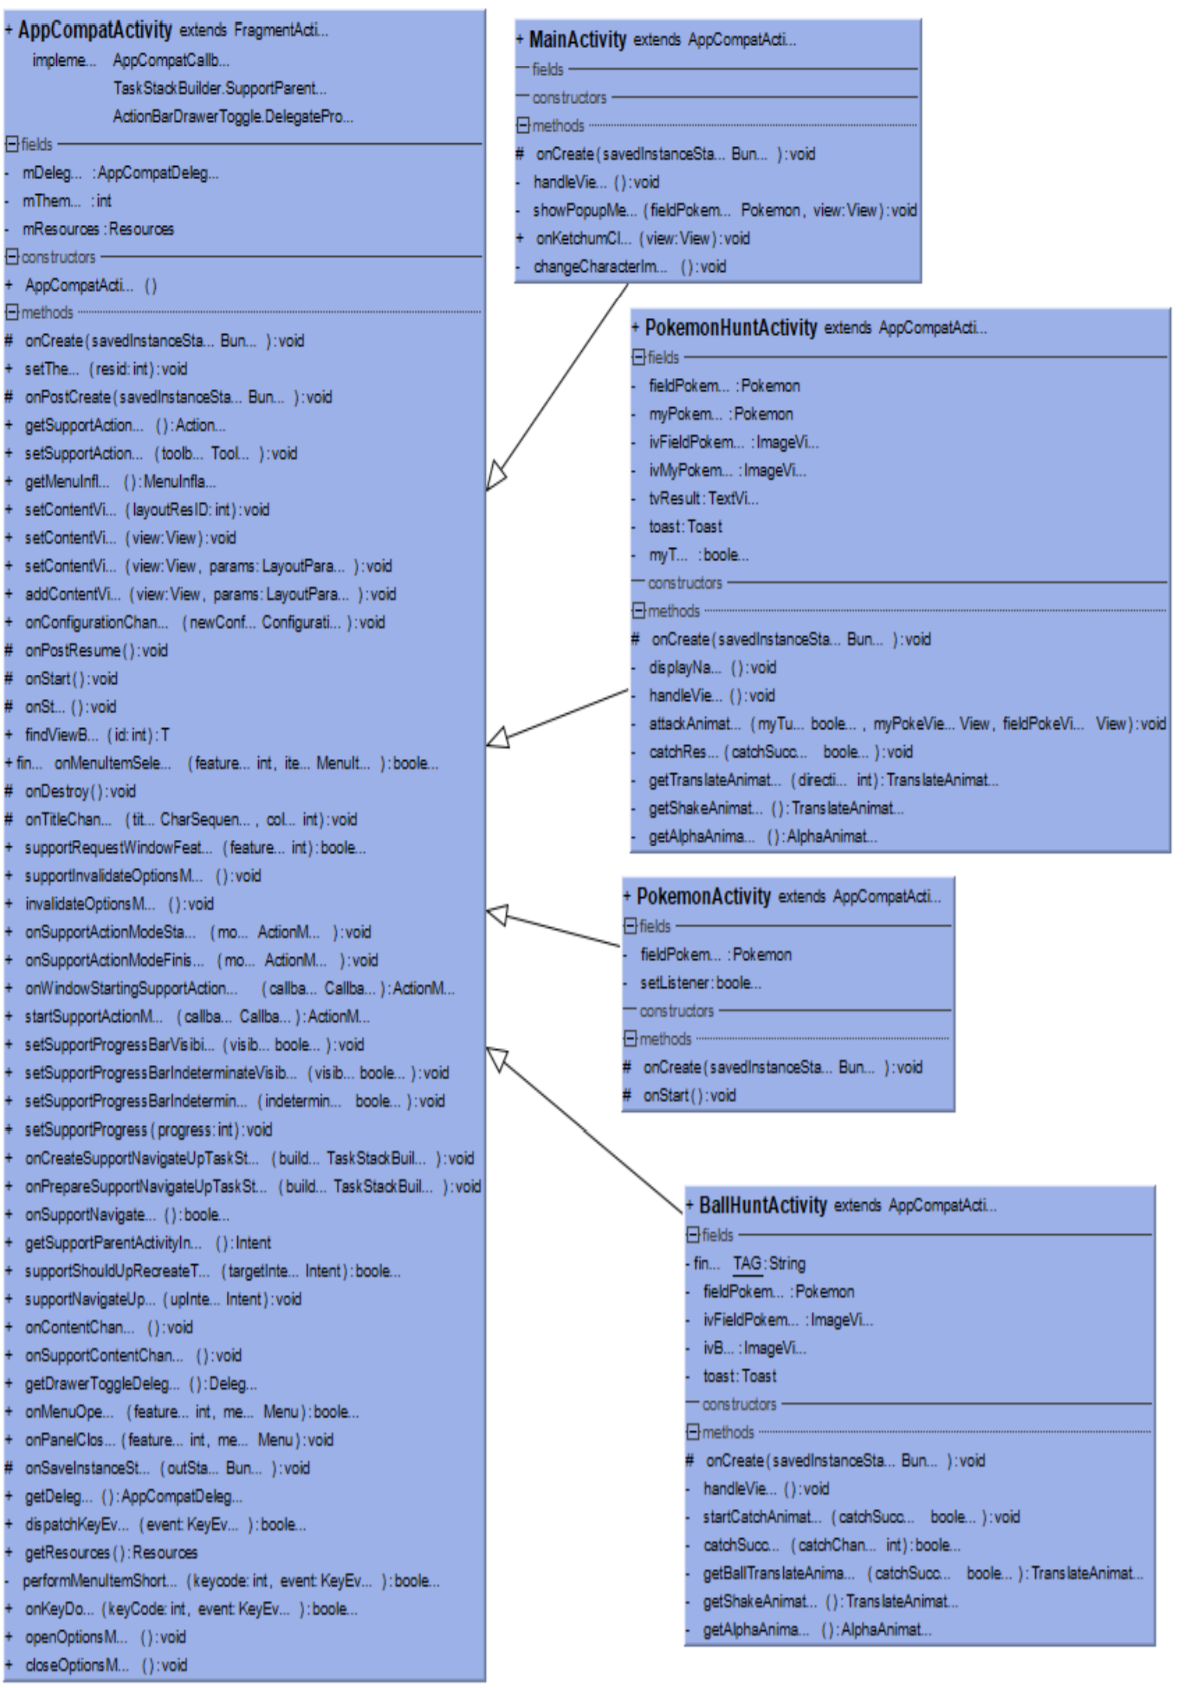 + AppCompatActivity extends FragmentActi...
impleme... AppCompatCallb...
TaskStackBuilder.SupportParent...
ActionBarDrawerToggle.DelegatePro...
fields
- mDeleg... :AppCompatDeleg...
- mThem... :int
- mResources:Resources
constructors
+ AppCompatActi... ()
methods
# onCreate(savedInstanceSta... Bun... ):void
+ setThe... (resid:int):void
# onPostCreate(savedInstanceSta... Bun... ):void
+ getSupportAction... ():Action...
+ setSupportAction... (toolb... Tool... ):void
+ getMenuInfl... ():MenuInfla...
+ setContentVi... (layoutResID:int):void
+ setContentVi... (view:View):void
+ setContentVi... (view:View, params:LayoutPara... ):void
+ addContentVi... (view:View, params:LayoutPara... ):void
+ onConfigurationChan... (newConf... Configurati... ):void
# onPostResume():void
# onStart():void
# onSt... ():void
+ findViewB... (id:int):T
+ fin... onMenuItemSele... (feature... int, ite... MenuIt... ):boole...
# onDestroy():void
# onTitleChan... (tit... CharSequen... , col... int):void
+ supportRequestWindowFeat... (feature... int):boole...
+ supportInvalidateOptionsM... ():void
+ invalidateOptionsM... ():void
+ onSupportActionModeSta... (mo... ActionM... ):void
+ onSupportActionModeFinis... (mo... ActionM... ):void
+ onWindowStartingSupportAction... (callba... Callba... ):ActionM...
+ startSupportActionM... (callba... Callba... ):ActionM...
+ setSupportProgressBarVisibi... (visib... boole... ):void
+ setSupportProgressBarIndeterminateVisib... (visib... boole... ):void
+ setSupportProgressBarIndetermin... (indetermin... boole... ):void
+ setSupportProgress(progress:int):void
+ onCreateSupportNavigateUpTaskSt... (build... TaskStackBuil... ):void
+ onPrepareSupportNavigateUpTaskSt... (build... TaskStackBuil... ):void
+ onSupportNavigate... ():boole...
+ getSupportParentActivityIn... ():Intent
+ supportShouldUpRecreateT... (targetInte... Intent):boole...
+ supportNavigateUp... (upInte... Intent):void
+ onContentChan... ():void
+ onSupportContentChan... ():void
+ getDrawerToggleDeleg... ():Deleg...
+ onMenuOpe... (feature... int, me... Menu):boole...
+ onPanelClos... (feature... int, me... Menu):void
# onSaveInstanceSt... (outSta... Bun... ):void
+ getDeleg... ():AppCompatDeleg...
+ dispatchKeyEv... (event:KeyEv... ):boole...
+ getResources():Resources
- performMenuItemShort... (keycode:int, event:KeyEv... ):boole...
+ onKeyDo... (keyCode:int, event:KeyEv... ):boole...
+ openOptionsM... ():void
+ closeOptionsM... ():void
+ MainActivity extends AppCompatActi...
fields
constructors
methods
# onCreate(savedInstanceSta... Bun... ):void
- handleVie... ():void
- showPopupMe... (fieldPokem... Pokemon, view:View):void
+ onKetchumCl... (view:View):void
- changeCharacterIm... ():void
+ PokemonHuntActivity extends AppCompatActi...
fields
- fieldPokem... :Pokemon
- myPokem... :Pokemon
- ivFieldPokem... :ImageVi...
- ivMyPokem... :ImageVi...
- tvResult:TextVi...
- toast:Toast
- myT... :boole...
constructors
methods
# onCreate(savedInstanceSta... Bun... ):void
- displayNa... ():void
- handleVie... ():void
- attackAnimat... (myTu... boole... , myPokeVie... View, fieldPokeVi... View):void
- catchRes... (catchSucc... boole... ):void
- getTranslateAnimat... (directi... int):TranslateAnimat...
- getShakeAnimat... ():TranslateAnimat...
- getAlphaAnima... ():AlphaAnimat...
+ PokemonActivity extends AppCompatActi...
fields
- fieldPokem... :Pokemon
- setListener:boole...
constructors
methods
# onCreate(savedInstanceSta... Bun... ):void
# onStart():void
+ BallHuntActivity extends AppCompatActi...
fields
- fin... TAG:String
- fieldPokem... :Pokemon
- ivFieldPokem... :ImageVi...
- ivB... :ImageVi...
- toast:Toast
constructors
methods
# onCreate(savedInstanceSta... Bun... ):void
- handleVie... ():void
- startCatchAnimat... (catchSucc... boole... ):void
- catchSucc... (catchChan... int):boole...
- getBallTranslateAnima... (catchSucc... boole... ):TranslateAnimat...
- getShakeAnimat... ():TranslateAnimat...
- getAlphaAnima... ():AlphaAnimat...